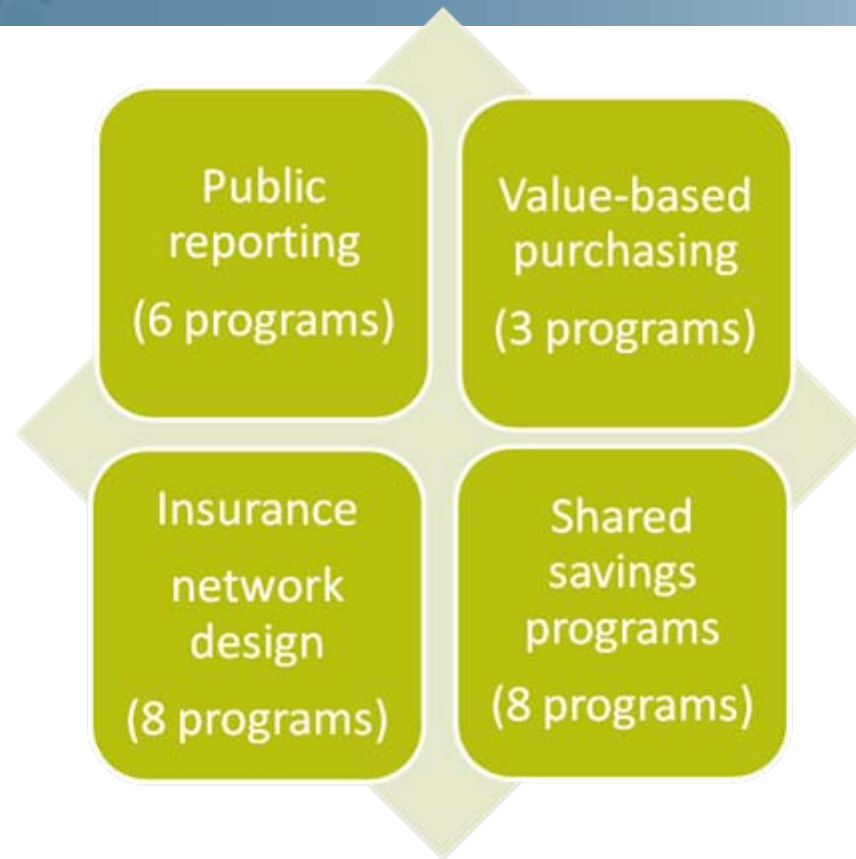 Public
reporting
(6 programs)
Value-based
purchasing
(3 programs)
Insurance
network
design
(8 programs)
Shared
savings
programs
(8 programs)